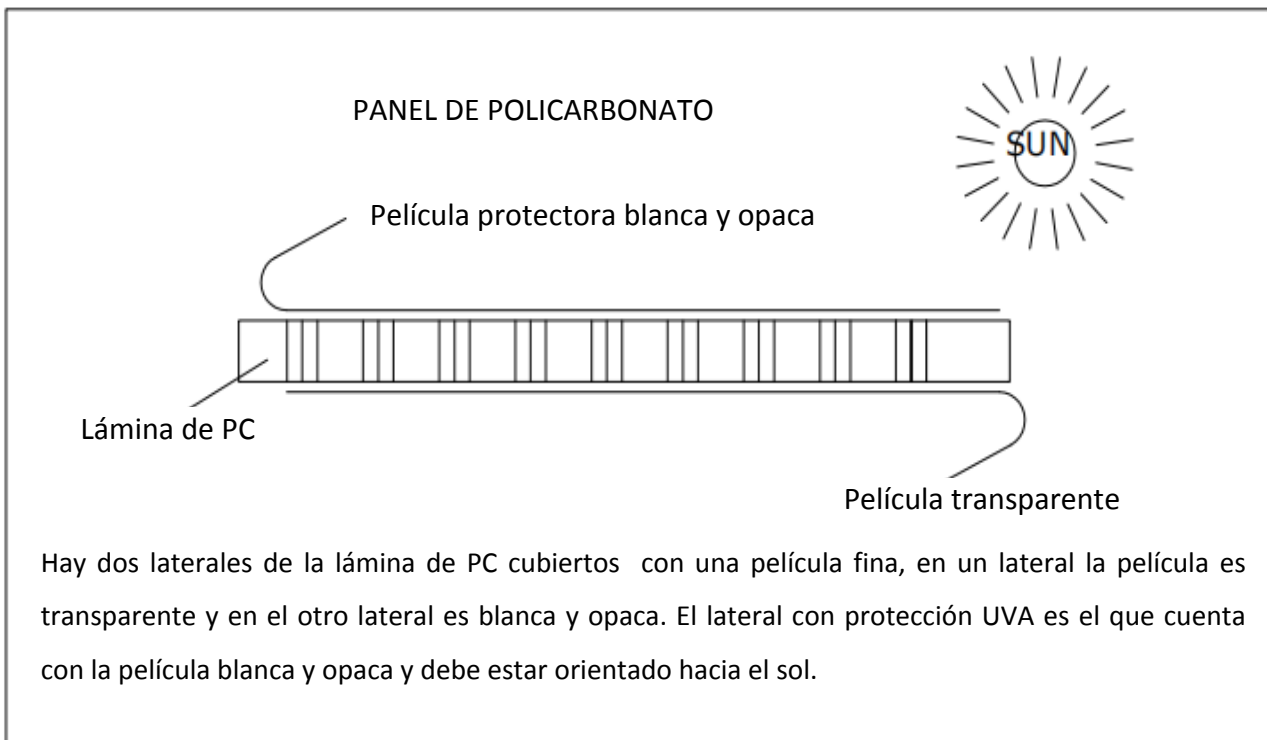 PANEL DE POLICARBONATO
SUN
Película protectora blanca y opaca
Lámina de PC
Película transparente
Hay dos laterales de la lámina de PC cubiertos con una película fina, en un lateral la película es
transparente y en el otro lateral es blanca y opaca. El lateral con protección UVA es el que cuenta
con la película blanca y opaca y debe estar orientado hacia el sol.